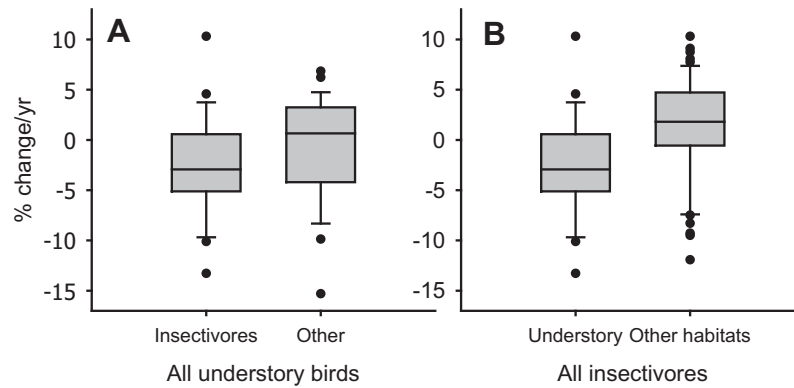 A
B
% change/yr
10
5
0
-5
-10
-15
10
5
0
-5
-10
-15
Insectivores Other
Understory Other habitats
All understory birds
All insectivores